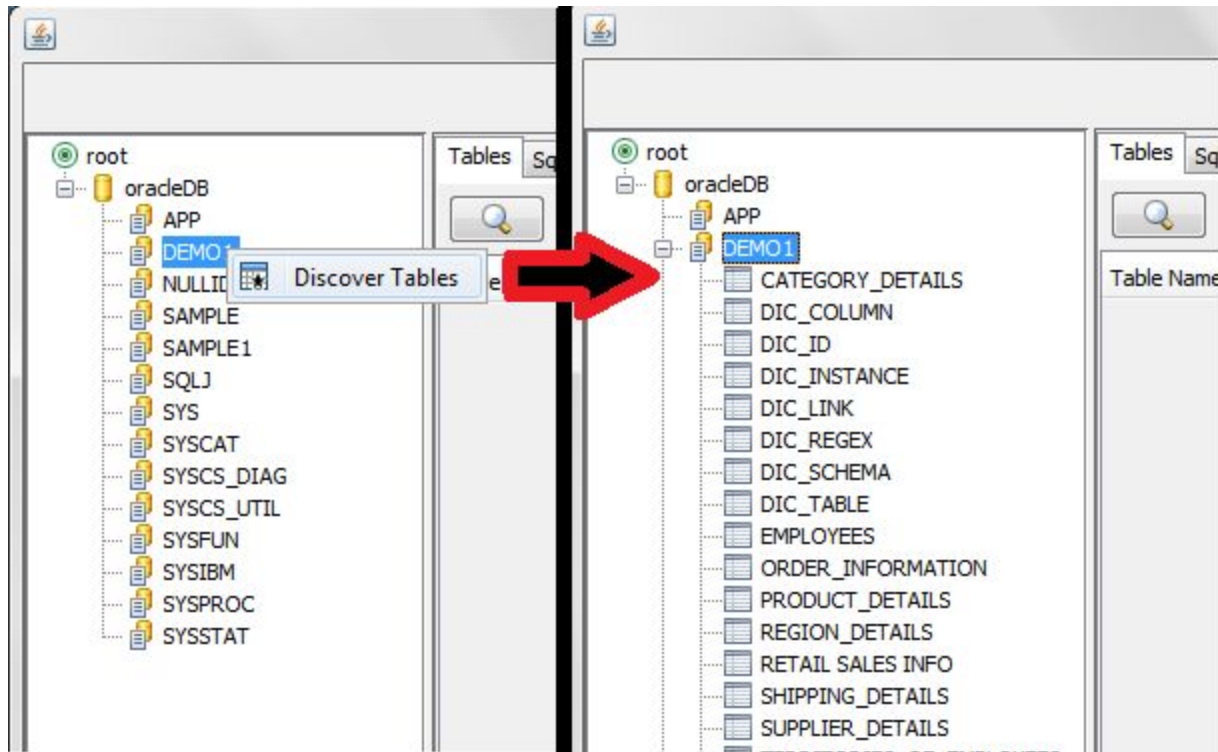 root
oracleDB
APP
DEMO1
Discover Tables
SAMPLE
SAMPLE1
SQLJ
SYS
SYSCAT
SYSCS_DIAG
SYSCS_UTIL
SYSFUN
SYSIBM
SYSPROC
SYSSTAT
Tables
root
oracleDB
APP
DEMO1
CATEGORY_DETAILS
DIC_COLUMN
DIC_ID
DIC_INSTANCE
DIC_LINK
DIC_REGEX
DIC_SCHEMA
DIC_TABLE
EMPLOYEES
ORDER_INFORMATION
PRODUCT_DETAILS
REGION_DETAILS
RETAIL SALES INFO
SHIPPING_DETAILS
SUPPLIER_DETAILS
Tables Sq
Table Name